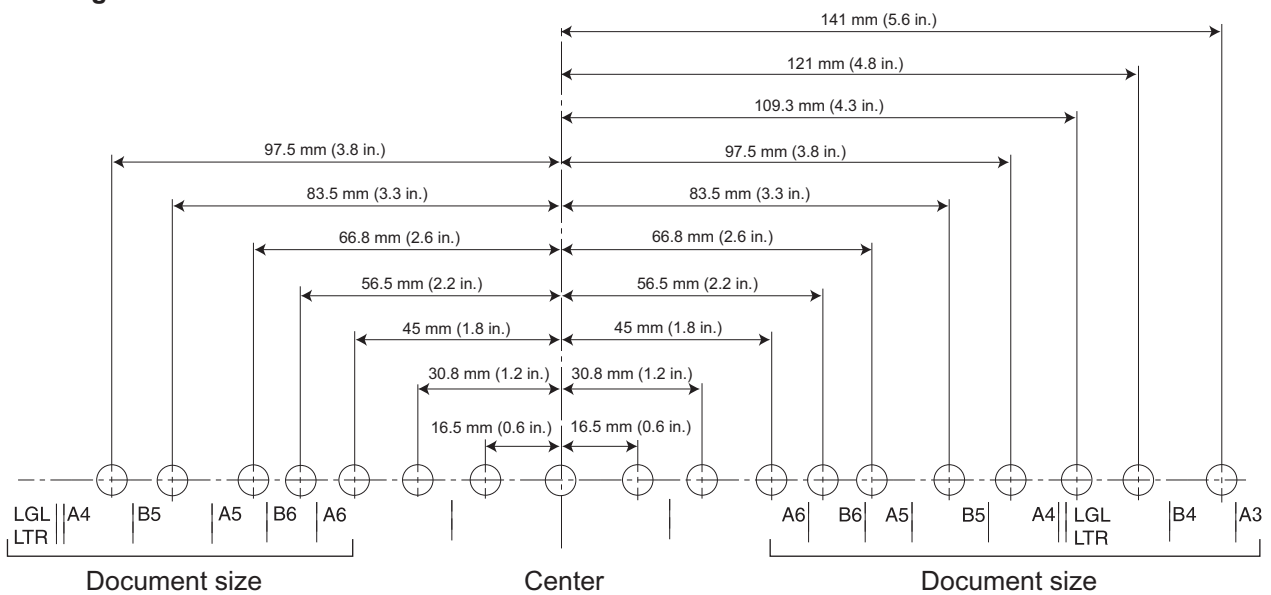 141 mm (5.6 in.)
121 mm (4.8 in.)
109.3 mm (4.3 in.)
97.5 mm (3.8 in.) 97.5 mm (3.8 in.)
83.5 mm (3.3 in.) 83.5 mm (3.3 in.)
66.8 mm (2.6 in.) 66.8 mm (2.6 in.)
56.5 mm (2.2 in.) 56.5 mm (2.2 in.)
45 mm (1.8 in.) 45 mm (1.8 in.)
30.8 mm (1.2 in.) 30.8 mm (1.2 in.)
16.5 mm (0.6 in.) 16.5 mm (0.6 in.)
LGL A4 B5 A5 B6 A6 A6 B6 A5 B5 A4 LGL B4 A3
LTR LTR
Document size Center Document size